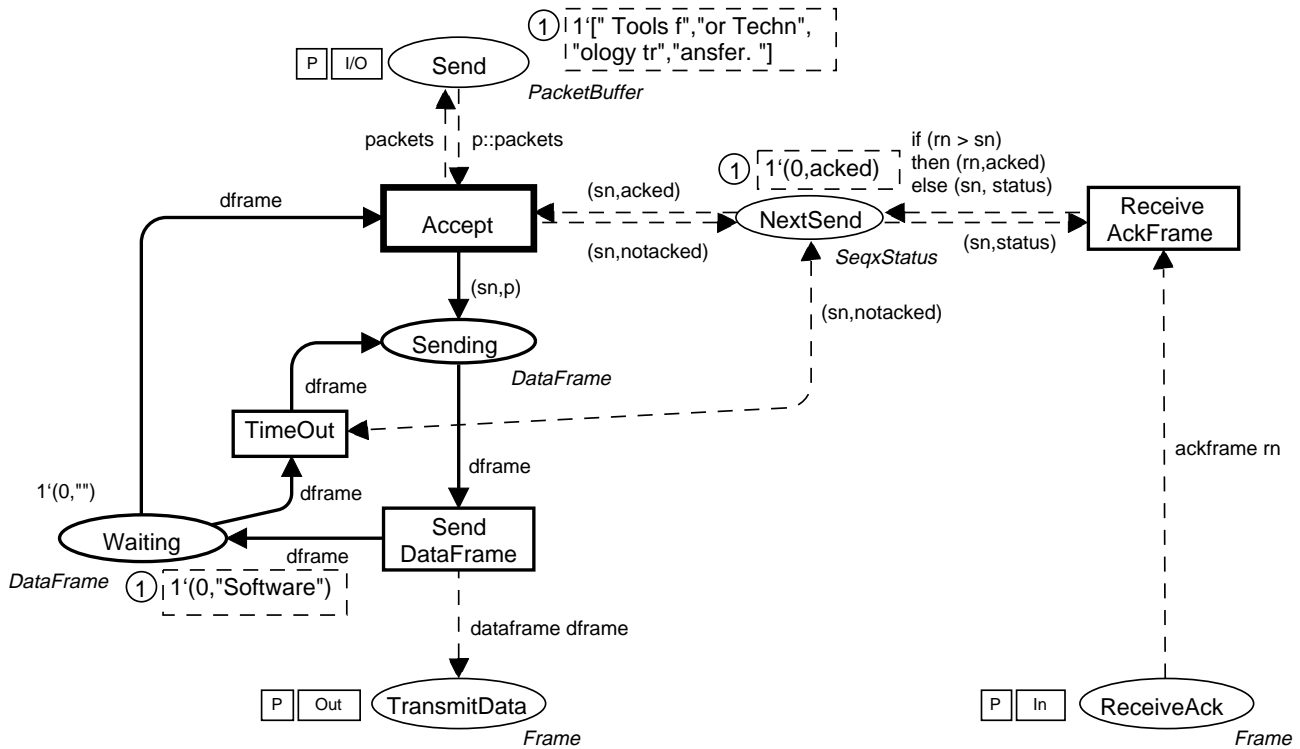 1
1‘[" Tools f","or Techn",
"ology tr","ansfer. "]
P
I/O
Send
PacketBuffer
packets
p::packets
1
1‘(0,acked)
if (rn > sn)
then (rn,acked)
else (sn, status)
dframe
(sn,acked)
Accept
NextSend
Receive
AckFrame
(sn,notacked)
SeqxStatus
(sn,status)
(sn,p)
(sn,notacked)
Sending
DataFrame
dframe
TimeOut
dframe
ackframe rn
1‘(0,"")
dframe
Waiting
Send
DataFrame
dframe
DataFrame
1
1‘(0,"Software")
dataframe dframe
P
Out
TransmitData
Frame
P
In
ReceiveAck
Frame